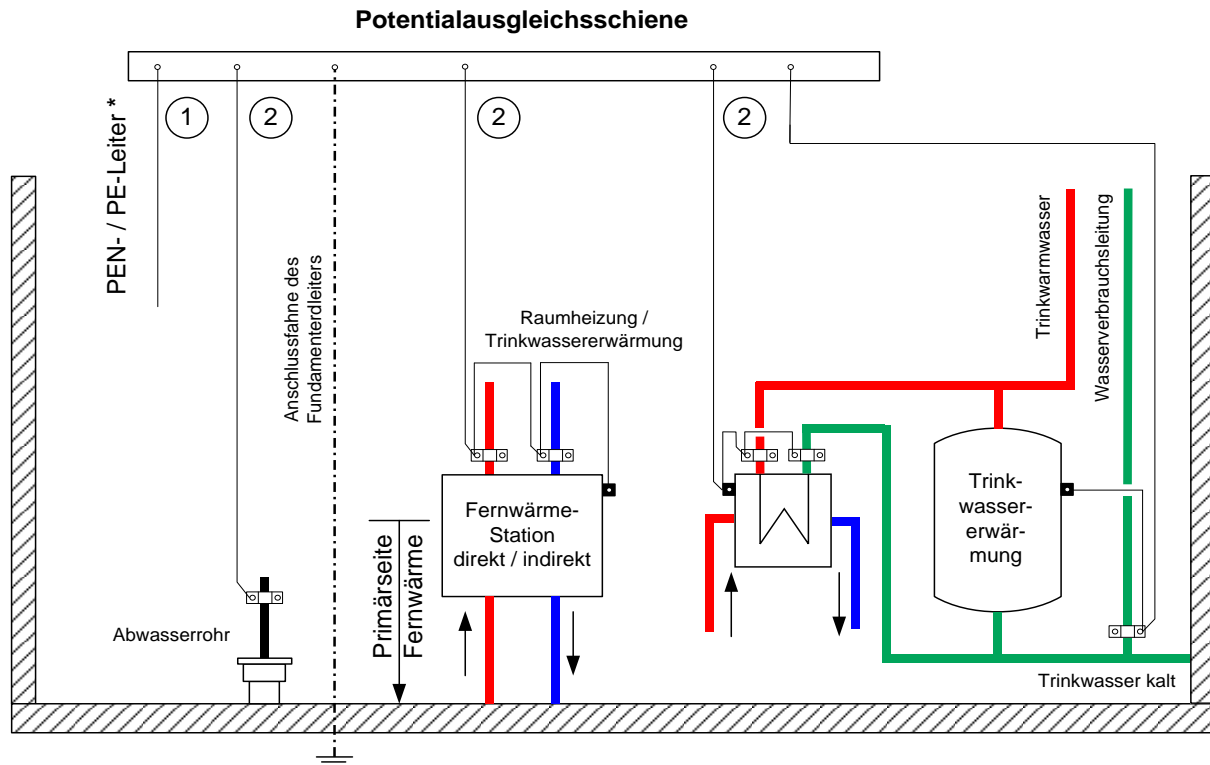 Potentialausgleichsschiene
1
2
2
2
PEN- / PE-Leiter *
Anschlussfahne des
Fundamenterdleiters
Raumheizung /
Trinkwassererwärmung
Trinkwarmwasser
Wasserverbrauchsleitung
Fernwärme-
Station
direkt / indirekt
Trink-
wasser-
erwär-
mung
Primärseite
Fernwärme
Abwasserrohr
Trinkwasser kalt